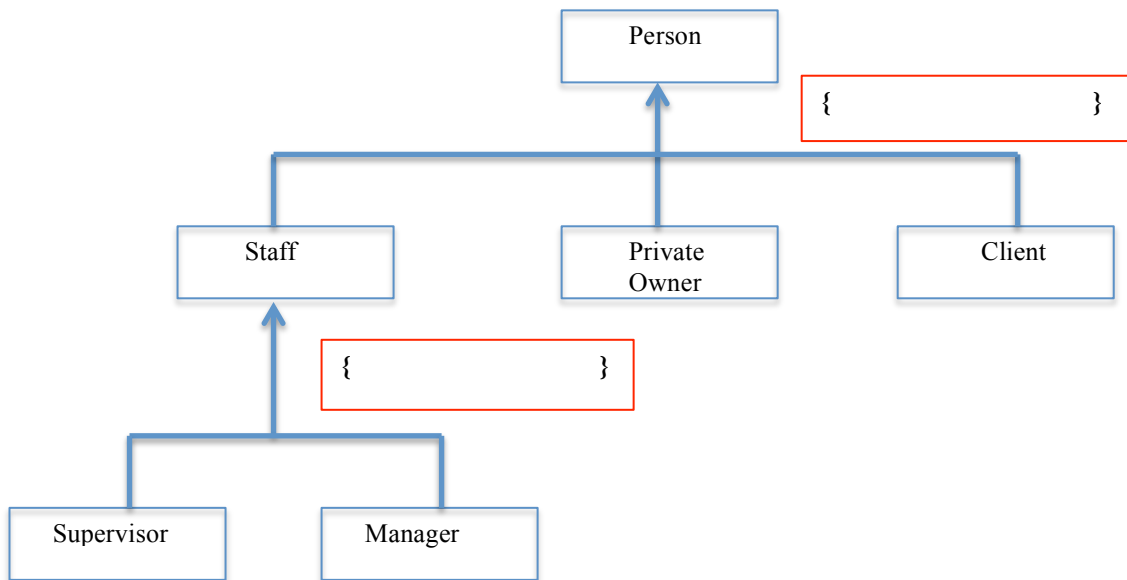 Person
{ }
Staff
Private
Owner
Client
{ }
Supervisor
Manager